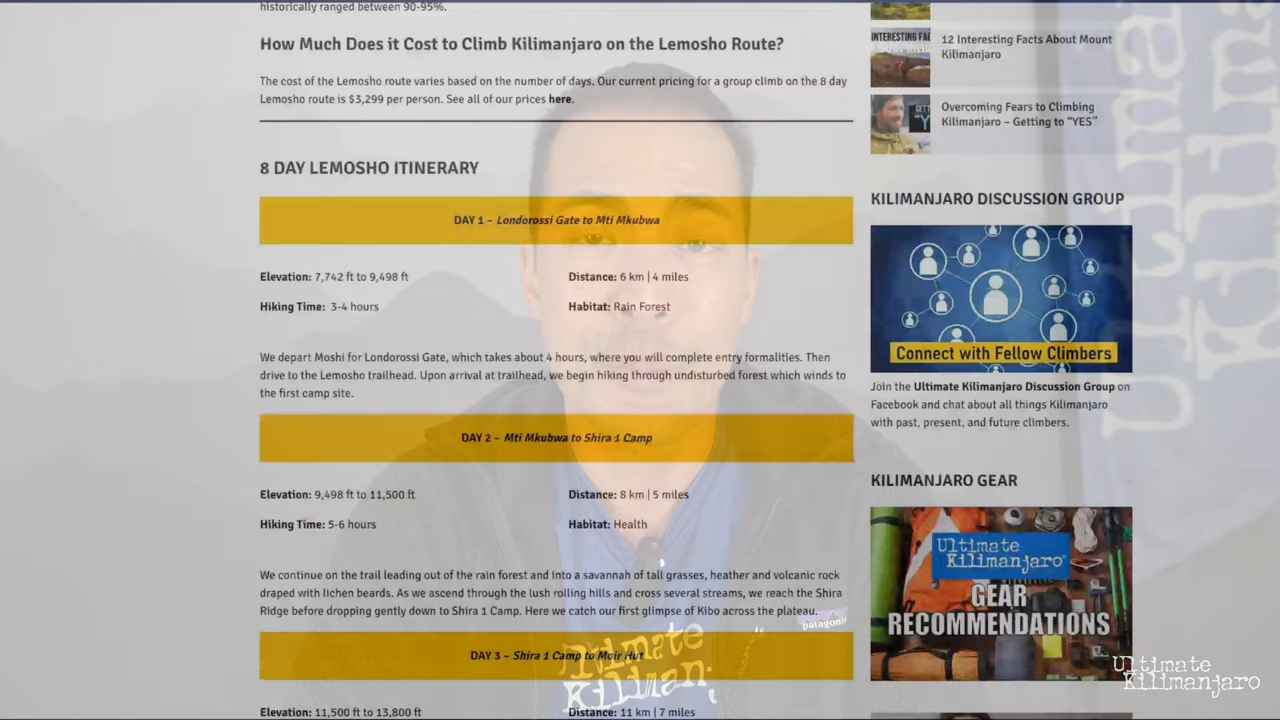 historically ranged between 90-95%.
How Much Does it Cost to Climb Kilimanjaro on the Lemosho Route?
The cost of the Lemosho route varies based on the number of days. Our current pricing for a group climb on the 8 day
Lemosho route is $3,299 per person. See all of our prices here.
8 DAY LEMOSHO ITINERARY
DAY 1 – Londorossi Gate to Mti Mkubwa
Elevation: 7,742 ft to 9,498 ft
Distance: 6 km | 4 miles
Hiking Time: 3-4 hours
Habitat: Rain Forest
We depart Moshi for Londorossi Gate, which takes about 4 hours, where you will complete entry formalities. Then
drive to the Lemosho trailhead. Upon arrival at trailhead, we begin hiking through undisturbed forest which winds to
the first camp site.
DAY 2 – Mti Mkubwa to Shira 1 Camp
Elevation: 9,498 ft to 11,500 ft
Distance: 8 km | 5 miles
Hiking Time: 5-6 hours
Habitat: Health
We continue on the trail leading out of the rain forest and into a savannah of tall grasses, heather and volcanic rock
draped with lichen beards. As we ascend through the lush rolling hills and cross several streams, we reach the Shira
Ridge before dropping gently down to Shira 1 Camp. Here we catch our first glimpse of Kibo across the plateau.
DAY 3 – Shira 1 Camp to Moir Hut
Elevation: 11,500 ft to 13,800 ft
Distance: 11 km | 7 miles
12 Interesting Facts About Mount
Kilimanjaro
Overcoming Fears to Climbing
Kilimanjaro – Getting to “YES”
KILIMANJARO DISCUSSION GROUP
Connect with Fellow Climbers
Join the Ultimate Kilimanjaro Discussion Group on
Facebook and chat about all things Kilimanjaro
with past, present, and future climbers.
KILIMANJARO GEAR
Ultimate
Kilimanjaro
GEAR
RECOMMENDATIONS
patagonia
Ultimate
Kilimanj
Ultimate
Kilimanjaro